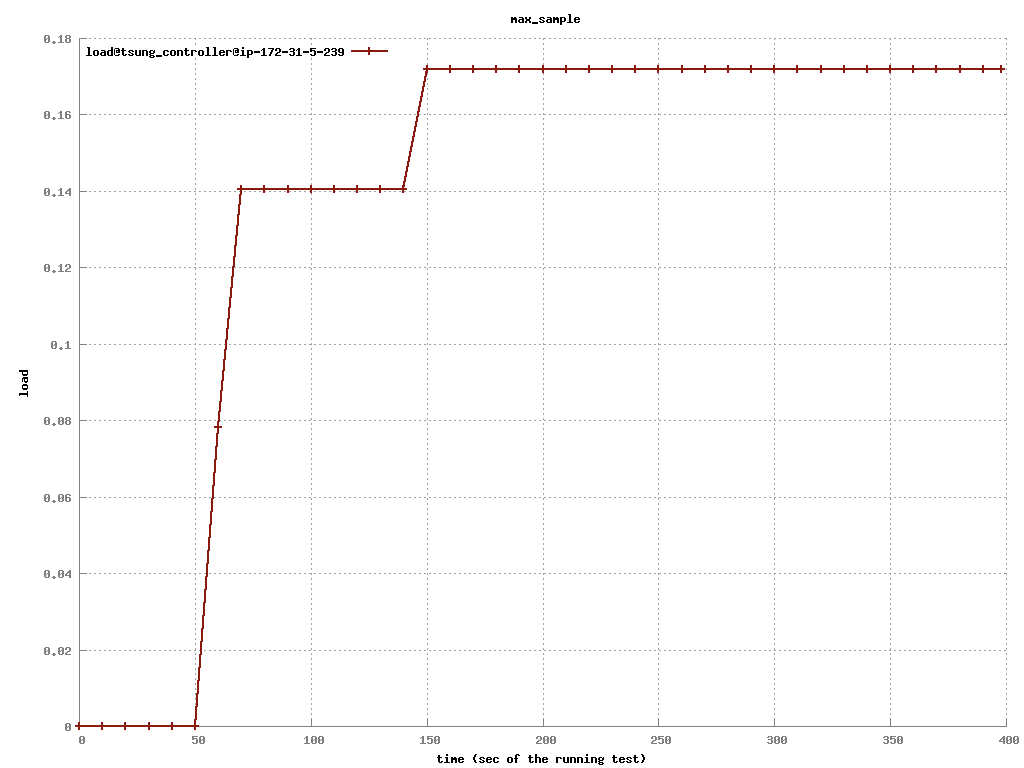 max_sample
load@tsung_controller@ip-172-31-5-239
0.18
0.16
0.14
0.12
0.1
0.08
0.06
0.04
0.02
0
load
0 50 100 150 200 250 300 350 400
time (sec of the running test)